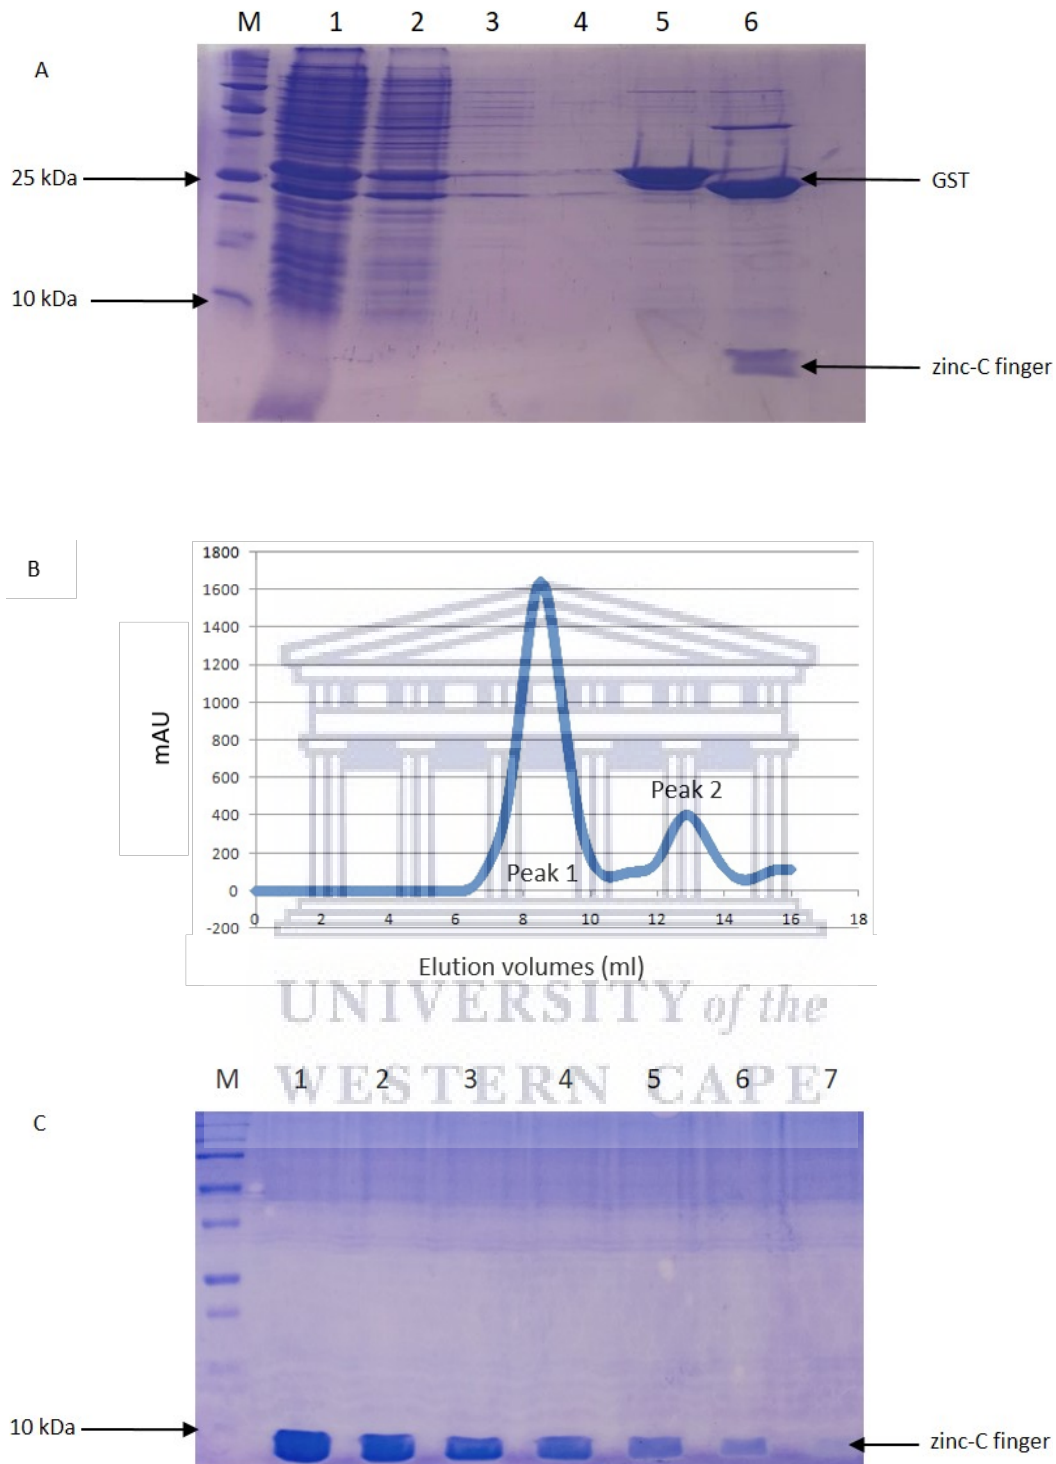 M 1 2 3 4 5 6
A
25 kDa
GST
10 kDa
zinc-C finger
B
1800
1600
1400
1200
1000
800
600
400
200
0
-200
mAU
Peak 2
Peak 1
0 2 4 6 8 10 12 14 16 18
Elution volumes (ml)
UNIVERSITY of the
WESTERN CAPE
M 1 2 3 4 5 6 7
C
10 kDa
zinc-C finger